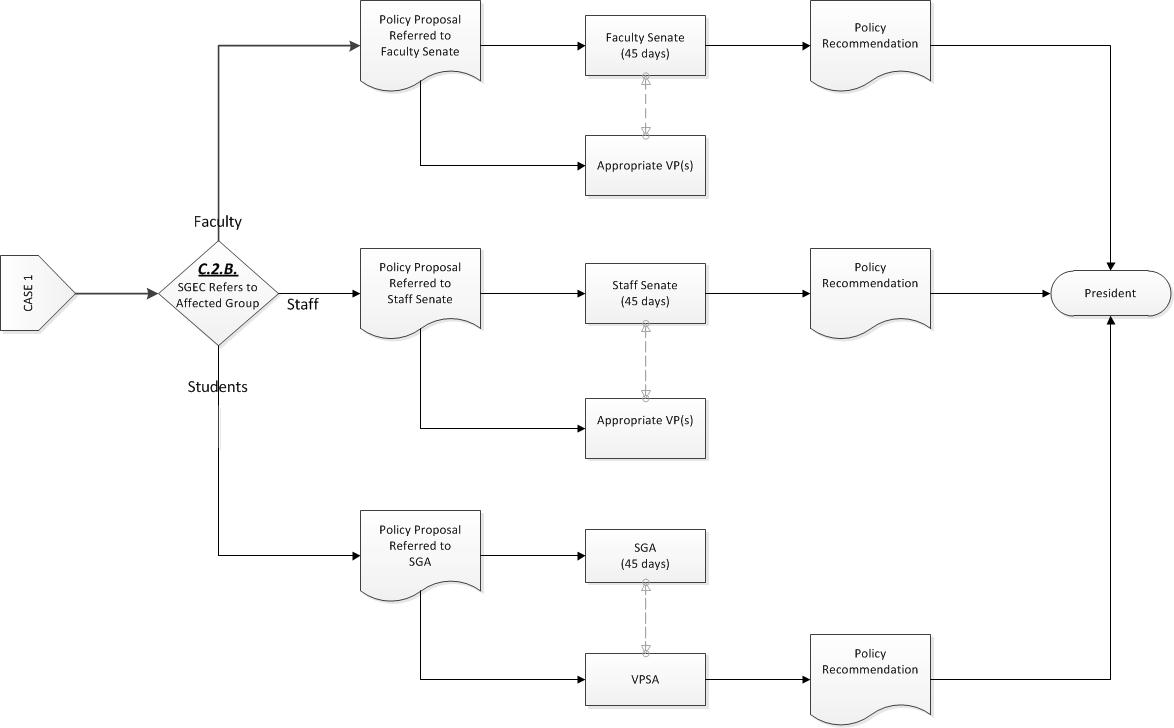 Policy Proposal
Referred to
Faculty Senate
Faculty Senate
(45 days)
Policy
Recommendation
Appropriate VP(s)
Faculty
CASE 1
C.2.B.
SGEC Refers to
Affected Group
Staff
Policy Proposal
Referred to
Staff Senate
Staff Senate
(45 days)
Policy
Recommendation
President
Students
Appropriate VP(s)
Policy Proposal
Referred to
SGA
SGA
(45 days)
VPSA
Policy
Recommendation